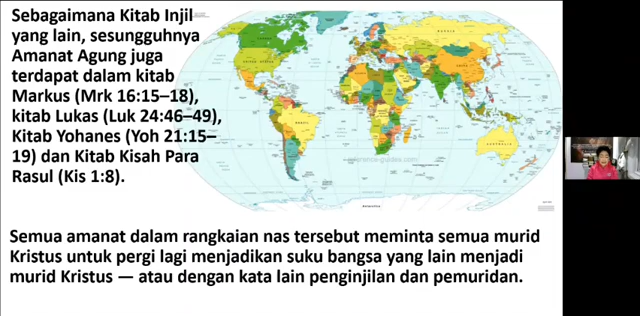 Sebagaimana Kitab Injil
yang lain, sesungguhnya
Amanat Agung juga
terdapat dalam kitab
Markus (Mrk 16:15–18),
kitab Lukas (Luk 24:46–49),
Kitab Yohanes (Yoh 21:15–
19) dan Kitab Kisah Para
Rasul (Kis 1:8).
Semua amanat dalam rangkaian nas tersebut meminta semua murid
Kristus untuk pergi lagi menjadikan suku bangsa yang lain menjadi
murid Kristus — atau dengan kata lain penginjilan dan pemuridan.